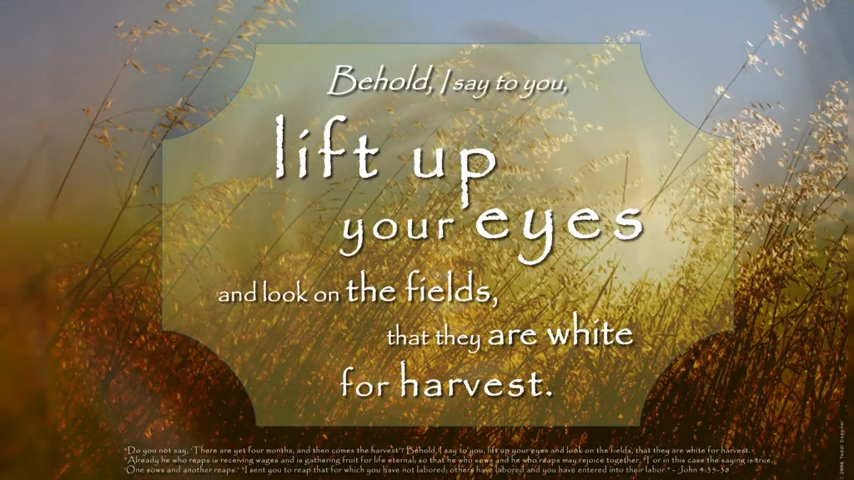 Behold, I say to you,
lift up
your eyes
and look on the fields,
that they are white
for harvest.
"Do you not say, 'There are yet four months, and then comes the harvest'? Behold, I say to you, lift up your eyes and look on the fields, that they are white for harvest.
"Already he who reaps is receiving wages and is gathering fruit for life eternal; so that he who sows and he who reaps may rejoice together. "For in this case the saying is true,
'One sows and another reaps.' "I sent you to reap that for which you have not labored; others have labored and you have entered into their labor." - John 4:35-38